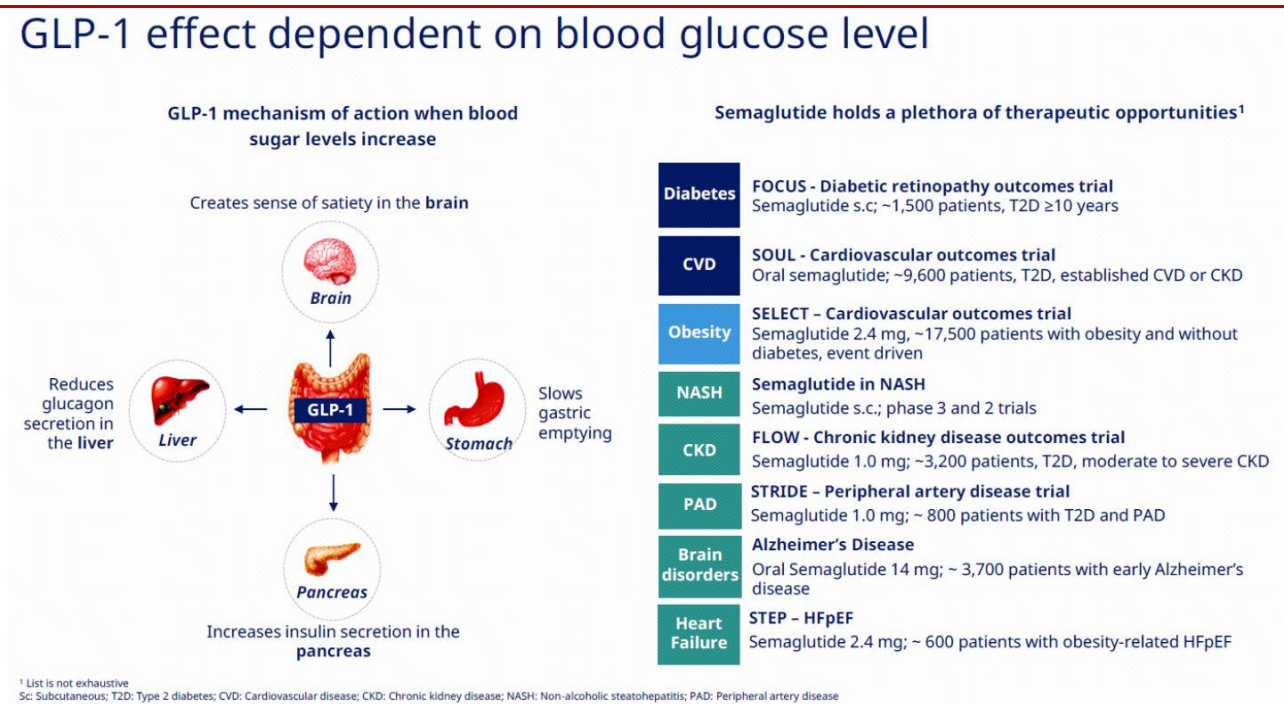 GLP-1 effect dependent on blood glucose level
GLP-1 mechanism of action when blood
sugar levels increase
Creates sense of satiety in the brain
Brain
Reduces
glucagon
secretion in
the liver
Liver
GLP-1
Stomach
Slows
gastric
emptying
Pancreas
Increases insulin secretion in the
pancreas
Semaglutide holds a plethora of therapeutic opportunities¹
Diabetes
FOCUS - Diabetic retinopathy outcomes trial
Semaglutide s.c; ~1,500 patients, T2D ≥10 years
CVD
SOUL - Cardiovascular outcomes trial
Oral semaglutide; ~9,600 patients, T2D, established CVD or CKD
Obesity
SELECT – Cardiovascular outcomes trial
Semaglutide 2.4 mg, ~17,500 patients with obesity and without
diabetes, event driven
NASH
Semaglutide in NASH
Semaglutide s.c.; phase 3 and 2 trials
CKD
FLOW - Chronic kidney disease outcomes trial
Semaglutide 1.0 mg; ~3,200 patients, T2D, moderate to severe CKD
PAD
STRIDE – Peripheral artery disease trial
Semaglutide 1.0 mg; ~ 800 patients with T2D and PAD
Brain
disorders
Alzheimer’s Disease
Oral Semaglutide 14 mg; ~ 3,700 patients with early Alzheimer’s
disease
Heart
Failure
STEP – HFpEF
Semaglutide 2.4 mg; ~ 600 patients with obesity-related HFpEF
¹ List is not exhaustive
Sc: Subcutaneous; T2D: Type 2 diabetes; CVD: Cardiovascular disease; CKD: Chronic kidney disease; NASH: Non-alcoholic steatohepatitis; PAD: Peripheral artery disease